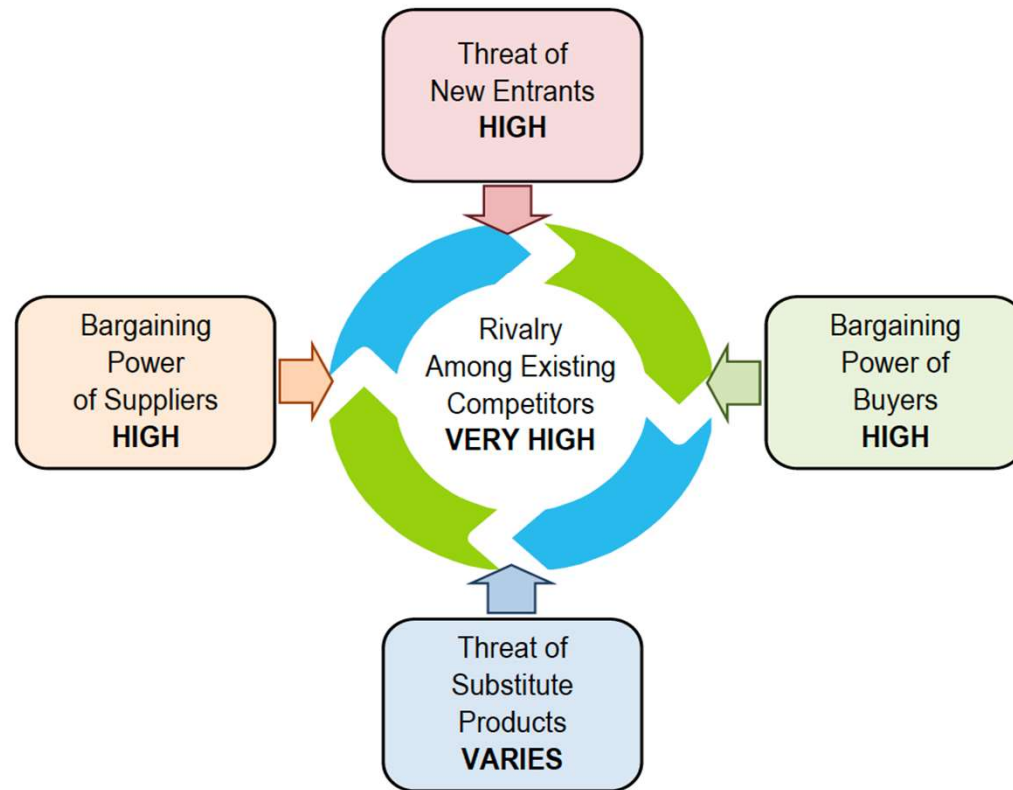 Threat of
New Entrants
HIGH
Bargaining
Power
of Suppliers
HIGH
Rivalry
Among Existing
Competitors
VERY HIGH
Bargaining
Power of
Buyers
HIGH
Threat of
Substitute
Products
VARIES